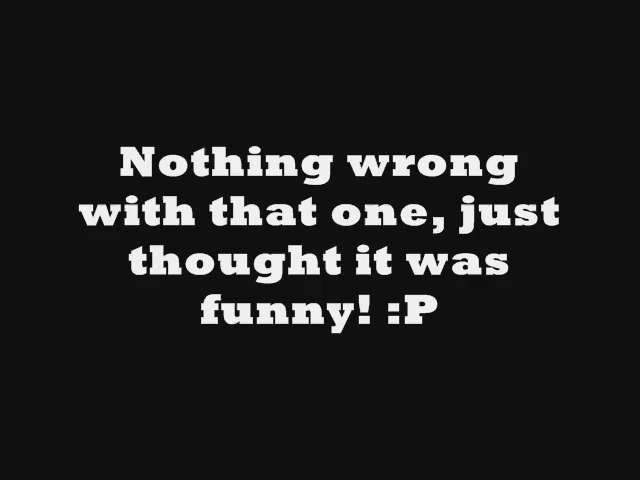 Nothing wrong
with that one, just
thought it was
funny! :P